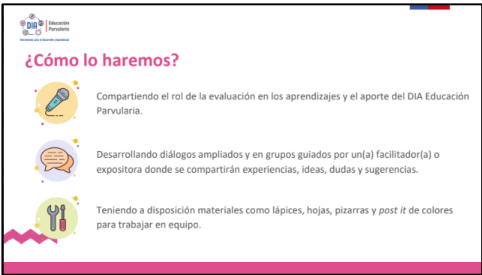 DIA
Educación
Parvularia
¿Cómo lo haremos?
Compartiendo el rol de la evaluación en los aprendizajes y el aporte del DIA Educación
Parvularia.
Desarrollando diálogos ampliados y en grupos guiados por un(a) facilitador(a) o
expositora donde se compartirán experiencias, ideas, dudas y sugerencias.
Teniendo a disposición materiales como lápices, hojas, pizarras y post it de colores
para trabajar en equipo.